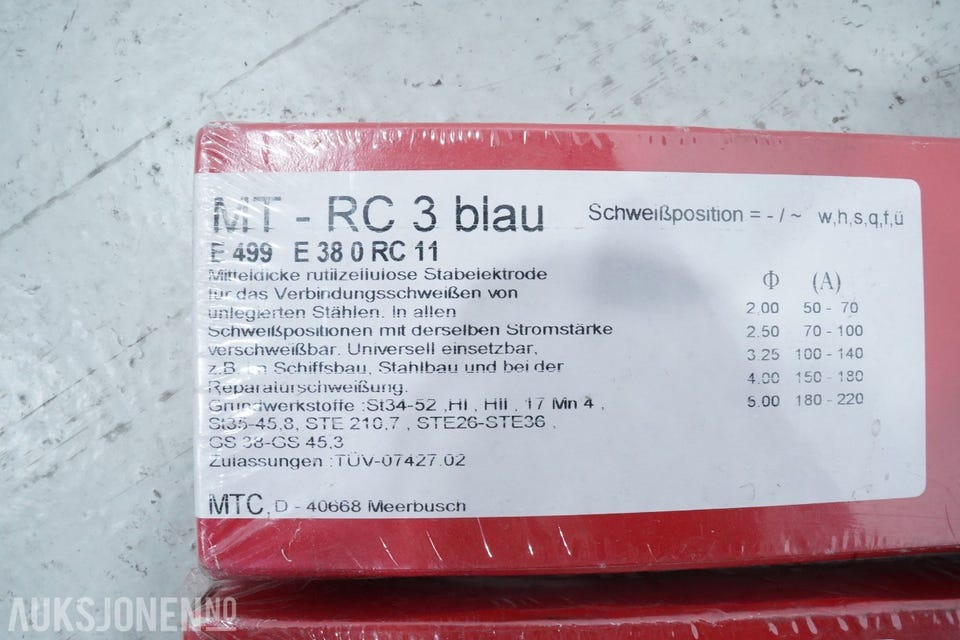 MT - RC 3 blau
Schweißposition = - / ~ w,h,s,q,f,ü
E 499 E 38 0 RC 11
Mitteldicke rutilzellulose Stabelektrode
für das Verbindungsschweißen von
unlegierten Stählen. In allen
Schweißpositionen mit derselben Stromstärke
verschweißbar. Universell einsetzbar,
z.B. im Schiffsbau, Stahlbau und bei der
Reparaturschweißung.
Grundwerkstoffe :St34-52 ,HI , HII , 17 Mn 4 ,
St35-45,8, STE 210,7 , STE26-STE36 ,
GS 38-GS 45,3
Zulassungen :TÜV-07427.02
MTC, D - 40668 Meerbusch
Φ (A)
2.00 50 - 70
2.50 70 - 100
3.25 100 - 140
4.00 150 - 180
5.00 180 - 220
AUKSJONEN.NO